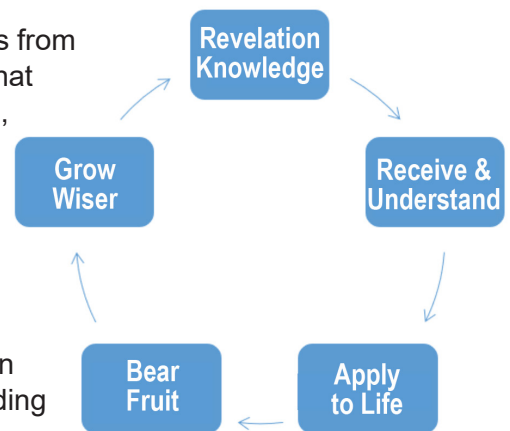 s from
hat
,
Revelation
Knowledge
Receive &
Understand
Apply
to Life
Bear
Fruit
Grow
Wiser
n
ding